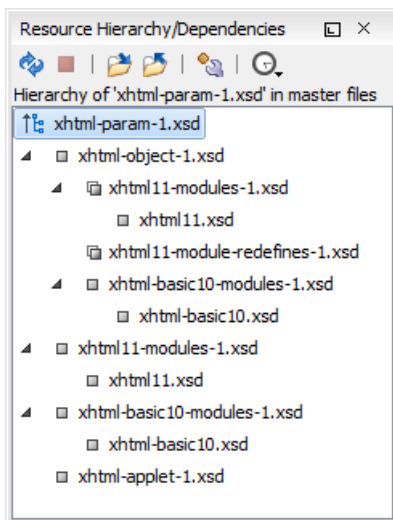 Resource Hierarchy/Dependencies
Hierarchy of 'xhtml-param-1.xsd' in master files
xhtml-param-1.xsd
xhtml-object-1.xsd
xhtml11-modules-1.xsd
xhtml11.xsd
xhtml11-module-redefines-1.xsd
xhtml-basic10-modules-1.xsd
xhtml-basic10.xsd
xhtml11-modules-1.xsd
xhtml11.xsd
xhtml-basic10-modules-1.xsd
xhtml-basic10.xsd
xhtml-applet-1.xsd